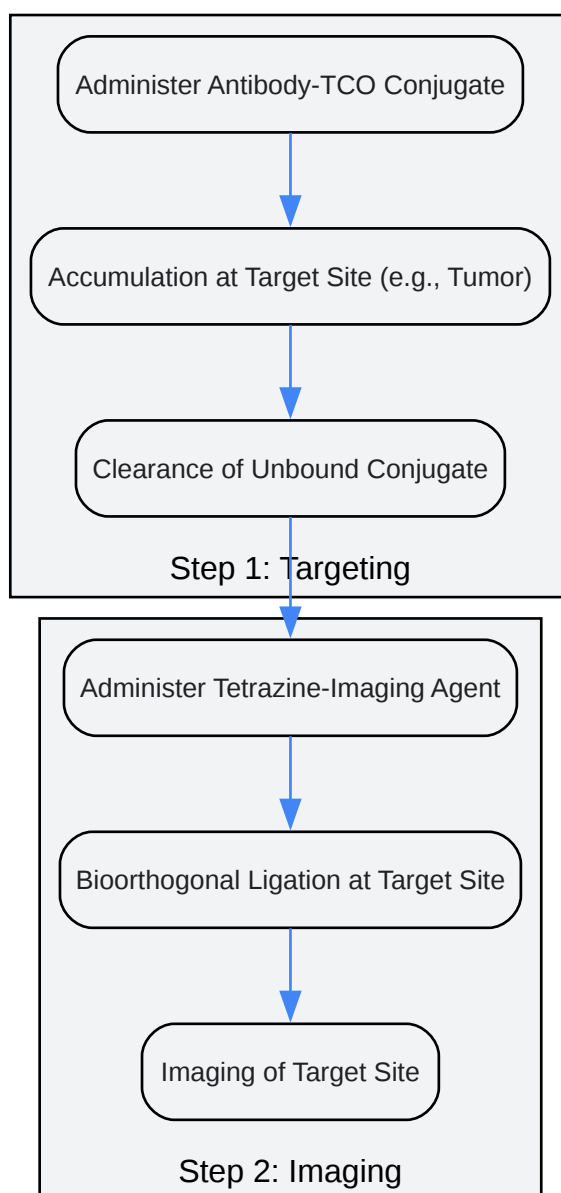 Administer Antibody-TCO Conjugate
Accumulation at Target Site (e.g., Tumor)
Clearance of Unbound Conjugate
Step 1: Targeting
Administer Tetrazine-Imaging Agent
Bioorthogonal Ligation at Target Site
Imaging of Target Site
Step 2: Imaging